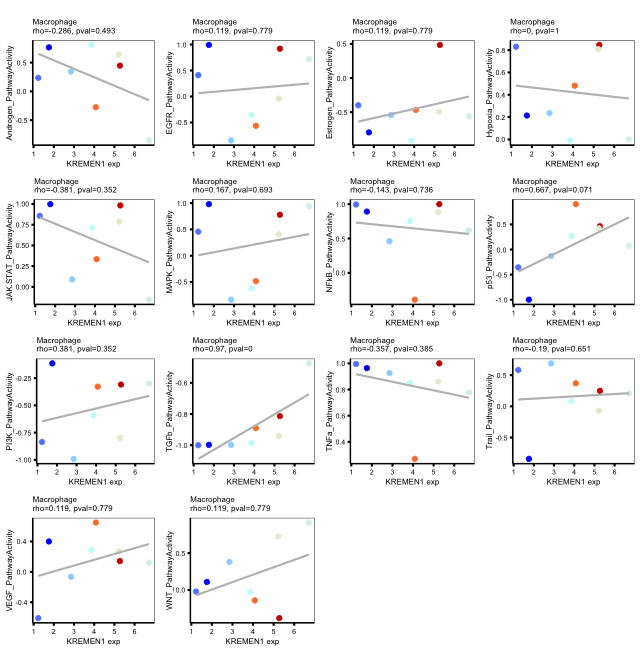 Macrophage
rho=-0.286, pval=0.493
Androgen_PathwayActivity
0.5
0.0
-0.5
1 2 3 4 5 6
KREMEN1 exp
Macrophage
rho=0.119, pval=0.779
EGFR_PathwayActivity
1.0
0.5
0.0
-0.5
1 2 3 4 5 6
KREMEN1 exp
Macrophage
rho=0.119, pval=0.779
Estrogen_PathwayActivity
0.5
0.0
-0.5
1 2 3 4 5 6
KREMEN1 exp
Macrophage
rho=0, pval=1
Hypoxia_PathwayActivity
0.8
0.6
0.4
0.2
0.0
1 2 3 4 5 6
KREMEN1 exp
Macrophage
rho=-0.381, pval=0.352
JAK.STAT_PathwayActivity
1.00
0.75
0.50
0.25
0.00
1 2 3 4 5 6
KREMEN1 exp
Macrophage
rho=0.167, pval=0.693
MAPK_PathwayActivity
1.0
0.5
0.0
-0.5
1 2 3 4 5 6
KREMEN1 exp
Macrophage
rho=-0.143, pval=0.736
NFkB_PathwayActivity
1.0
0.5
0.0
1 2 3 4 5 6
KREMEN1 exp
Macrophage
rho=0.667, pval=0.071
p53_PathwayActivity
0.5
0.0
-0.5
-1.0
1 2 3 4 5 6
KREMEN1 exp
Macrophage
rho=0.381, pval=0.352
PI3K_PathwayActivity
-0.25
-0.50
-0.75
-1.00
1 2 3 4 5 6
KREMEN1 exp
Macrophage
rho=0.97, pval=0
TGFb_PathwayActivity
-0.6
-0.8
-1.0
1 2 3 4 5 6
KREMEN1 exp
Macrophage
rho=-0.357, pval=0.385
TNFa_PathwayActivity
1.0
0.8
0.6
0.4
1 2 3 4 5 6
KREMEN1 exp
Macrophage
rho=-0.19, pval=0.651
Trail_PathwayActivity
0.5
0.0
-0.5
1 2 3 4 5 6
KREMEN1 exp
Macrophage
rho=0.119, pval=0.779
VEGF_PathwayActivity
0.4
0.0
-0.4
1 2 3 4 5 6
KREMEN1 exp
Macrophage
rho=0.119, pval=0.779
WNT_PathwayActivity
0.5
0.0
1 2 3 4 5 6
KREMEN1 exp